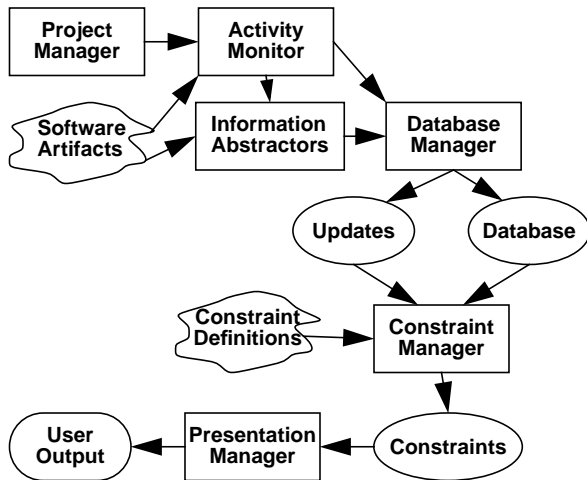 Project
Manager
Activity
Monitor
Software
Artifacts
Information
Abstractors
Database
Manager
Updates
Database
Constraint
Definitions
Constraint
Manager
User
Output
Presentation
Manager
Constraints